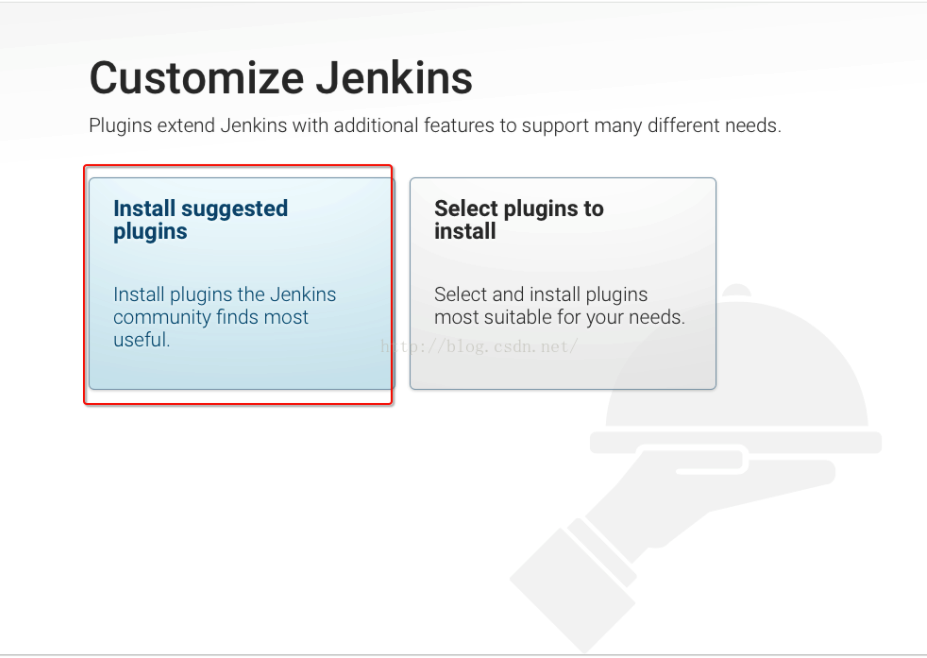 Customize Jenkins
Plugins extend Jenkins with additional features to support many different needs.
Install suggested
plugins
Install plugins the Jenkins
community finds most
useful.
Select plugins to
install
Select and install plugins
most suitable for your needs.
http://blog.csdn.net/